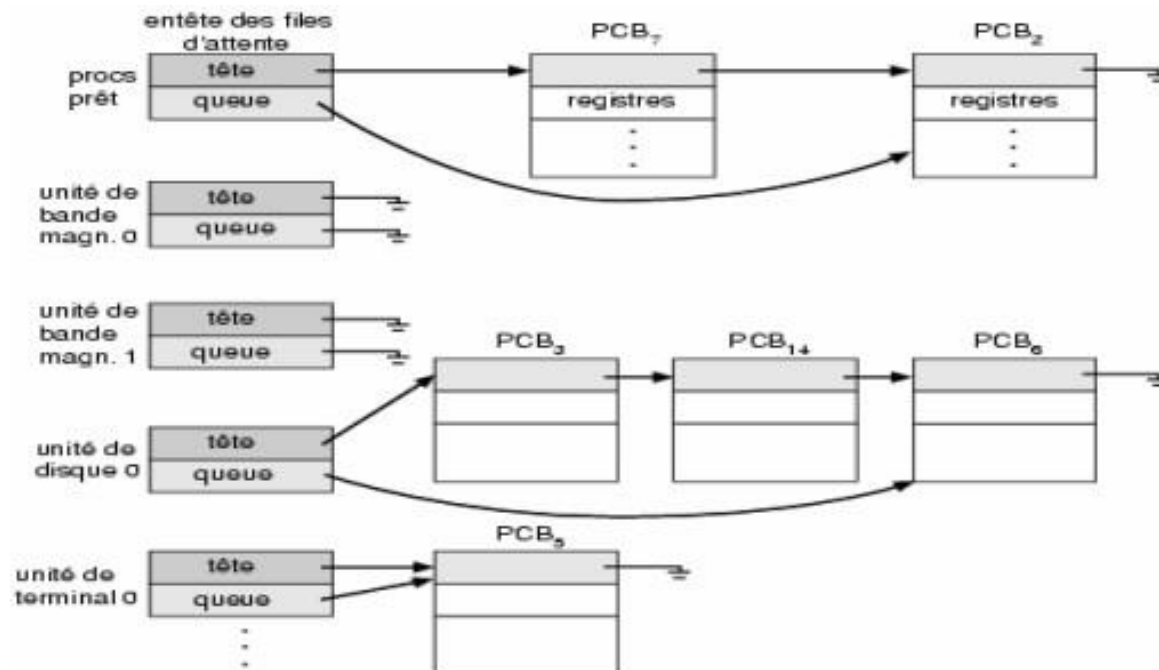 entête des files
d'attente
PCB7
PCB2
procs
prêt
tête
queue
registres
registres
unité de
bande
magn. 0
tête
queue
unité de
bande
magn. 1
tête
queue
PCB3
PCB14
PCB6
unité de
disque 0
tête
queue
PCB5
unité de
terminal 0
tête
queue